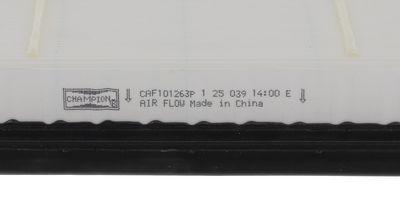 CHAMPION
CAF101263P 1 25 039 14:00 E
AIR FLOW Made in China